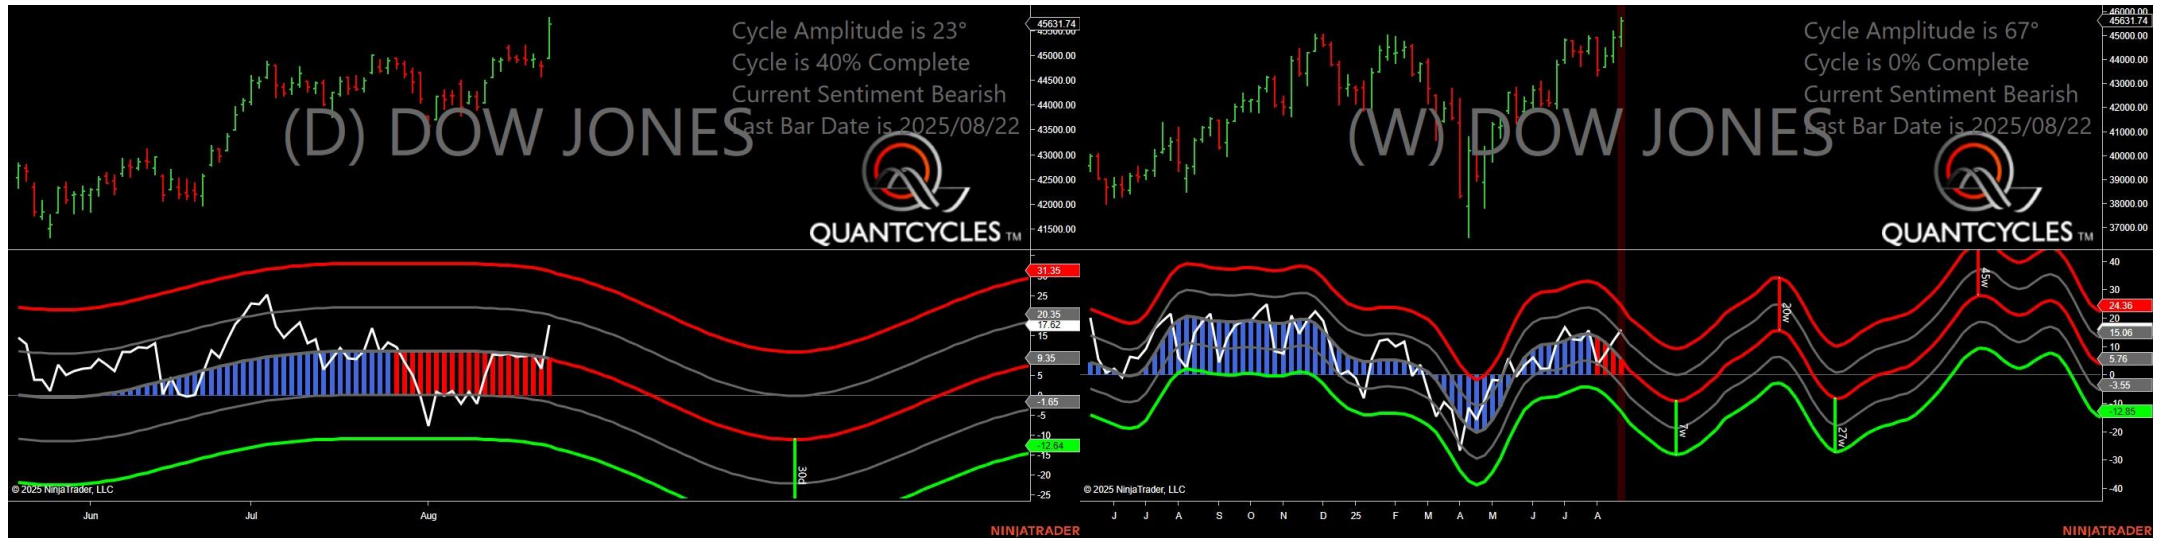 Cycle Amplitude is 23°
Cycle is 40% Complete
Current Sentiment Bearish
Last Bar Date is 2025/08/22
(D) DOW JONES
QUANTCYCLES TM
45631.74
45500.00
45000.00
44500.00
44000.00
43500.00
43000.00
42500.00
42000.00
41500.00
31.35
25
20.35
17.62
15
9.35
5
0
-1.65
-5
-10
-12.64
-15
-20
-25
30d
© 2025 NinjaTrader, LLC
Jun
Jul
Aug
NINJATRADER
Cycle Amplitude is 67°
Cycle is 0% Complete
Current Sentiment Bearish
Last Bar Date is 2025/08/22
(W) DOW JONES
QUANTCYCLES TM
46000.00
45631.74
45000.00
44000.00
43000.00
42000.00
41000.00
40000.00
39000.00
38000.00
37000.00
40
30
24.36
20
15.06
10
5.76
0
-3.55
-10
-12.85
-20
-30
-40
7w
20w
27w
45w
© 2025 NinjaTrader, LLC
J
J
A
S
O
N
D
25
F
M
A
M
J
J
A
NINJATRADER